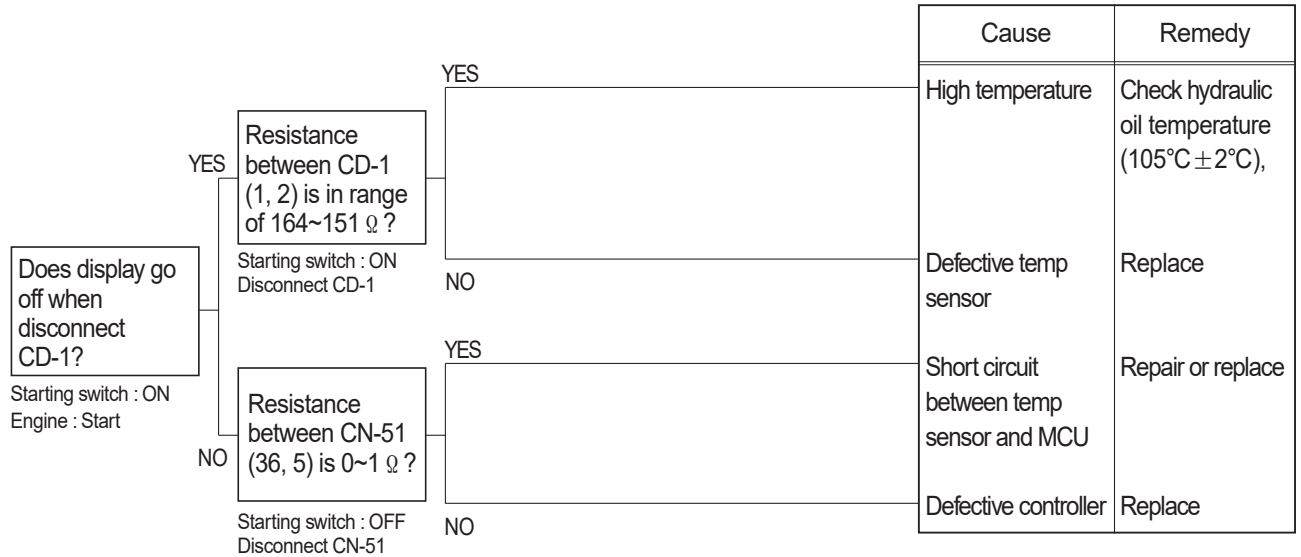 Does display go
off when
disconnect
CD-1?
Starting switch : ON
Engine : Start
YES
Resistance
between CD-1
(1, 2) is in range
of 164~151 Ω ?
Starting switch : ON
Disconnect CD-1
NO
Resistance
between CN-51
(36, 5) is 0~1 Ω ?
Starting switch : OFF
Disconnect CN-51
YES
NO
YES
NO
Cause
Remedy
High temperature
Check hydraulic
oil temperature
(105°C±2°C),
Defective temp
sensor
Replace
Short circuit
between temp
sensor and MCU
Repair or replace
Defective controller
Replace